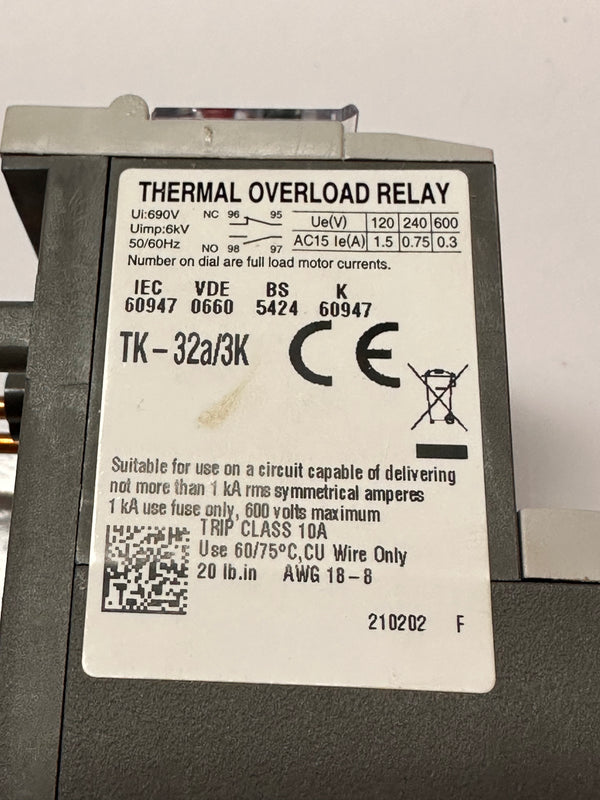 THERMAL OVERLOAD RELAY
Ui:690V NC 96 95 Ue(V) 120 240 600
Uimp:6kV
50/60Hz NO 98 97 AC15 Ie(A) 1.5 0.75 0.3
Number on dial are full load motor currents.
IEC VDE BS K
60947 0660 5424 60947
TK-32a/3K CE
Suitable for use on a circuit capable of delivering
not more than 1 kA rms symmetrical amperes
1 kA use fuse only, 600 volts maximum
TRIP CLASS 10A
Use 60/75°C,CU Wire Only
20 lb.in AWG 18-8
210202 F